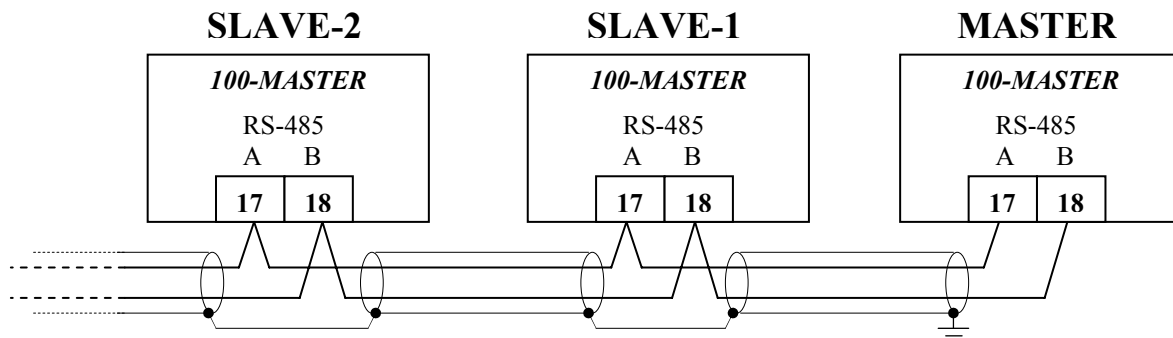 SLAVE-2 SLAVE-1 MASTER
100-MASTER 100-MASTER 100-MASTER
RS-485 RS-485 RS-485
A B A B A B
17 18 17 18 17 18